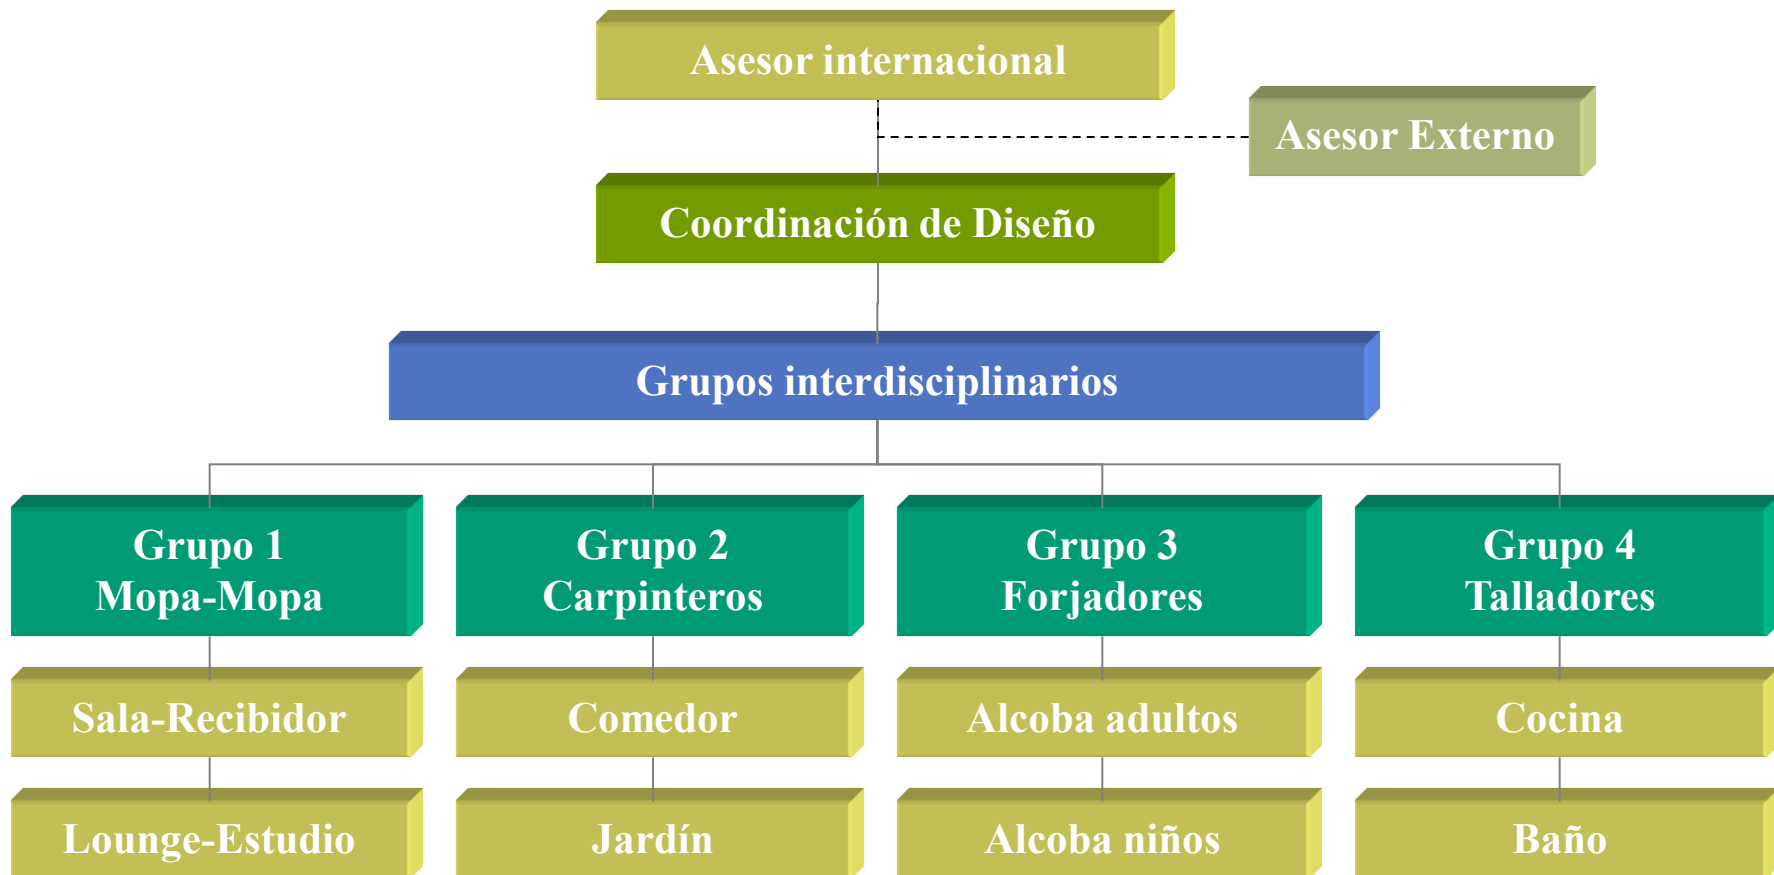 Asesor internacional
Asesor Externo
Coordinación de Diseño
Grupos interdisciplinarios
Grupo 1
Mopa-Mopa
Grupo 2
Carpinteros
Grupo 3
Forjadores
Grupo 4
Talladores
Sala-Recibidor
Comedor
Alcoba adultos
Cocina
Lounge-Estudio
Jardín
Alcoba niños
Baño